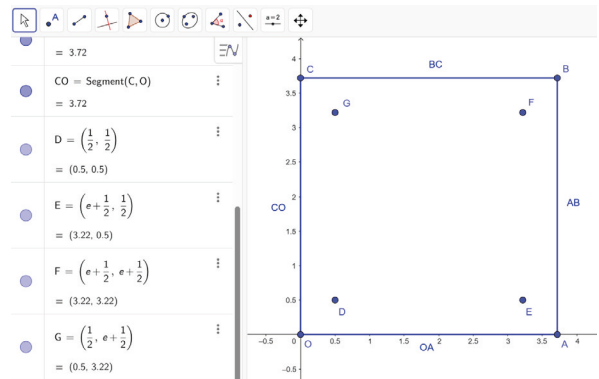 A
a=2
= 3.72
CO = Segment(C, O)
= 3.72
D = (1/2, 1/2)
= (0.5, 0.5)
E = (e + 1/2, 1/2)
= (3.22, 0.5)
F = (e + 1/2, e + 1/2)
= (3.22, 3.22)
G = (1/2, e + 1/2)
= (0.5, 3.22)
4
C
BC
B
3.5
G
F
3
2.5
2
CO
AB
1.5
1
0.5
D
E
0
−0.5
0
O
0.5
1
1.5
2
2.5
3
3.5
A
4
OA
−0.5